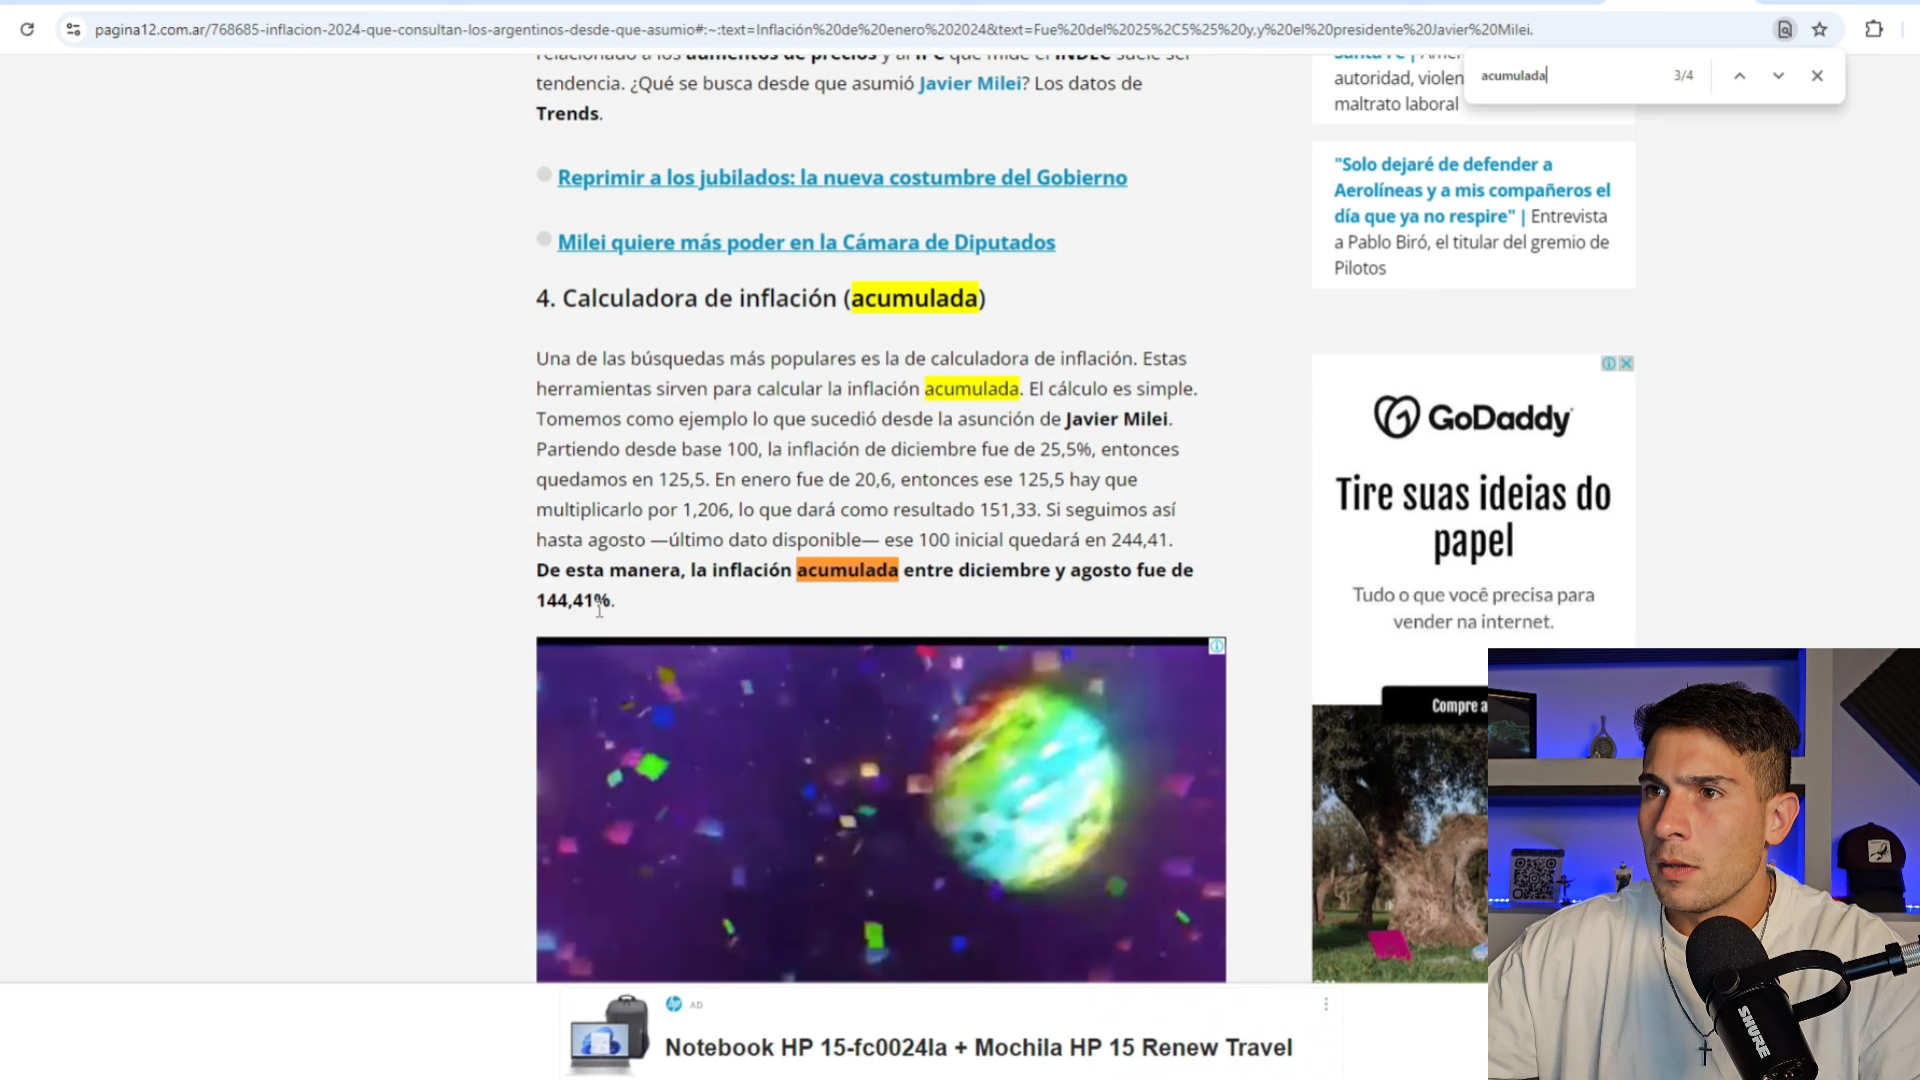 pagina12.com.ar/768685-inflacion-2024-que-consultan-los-argentinos-desde-que-asumio#:~:text=Inflación%20de%20enero%202024&text=Fue%20del%2025%2C5%25%20y,y%20el%20presidente%20Javier%20Milei.
acumulada
3/4
relacionado a los aumentos de precios y al IPC que mide el INDEC suele ser
tendencia. ¿Qué se busca desde que asumió Javier Milei? Los datos de
Trends.
Reprimir a los jubilados: la nueva costumbre del Gobierno
Milei quiere más poder en la Cámara de Diputados
4. Calculadora de inflación (acumulada)
Una de las búsquedas más populares es la de calculadora de inflación. Estas
herramientas sirven para calcular la inflación acumulada. El cálculo es simple.
Tomemos como ejemplo lo que sucedió desde la asunción de Javier Milei.
Partiendo desde base 100, la inflación de diciembre fue de 25,5%, entonces
quedamos en 125,5. En enero fue de 20,6, entonces ese 125,5 hay que
multiplicarlo por 1,206, lo que dará como resultado 151,33. Si seguimos así
hasta agosto —último dato disponible— ese 100 inicial quedará en 244,41.
De esta manera, la inflación acumulada entre diciembre y agosto fue de
144,41%.
Santa Fe |
autoridad, violen
maltrato laboral
"Solo dejaré de defender a
Aerolíneas y a mis compañeros el
día que ya no respire" | Entrevista
a Pablo Biró, el titular del gremio de
Pilotos
GoDaddy
Tire suas ideias do
papel
Tudo o que você precisa para
vender na internet.
Compre a
SHURE
hp
AD
Notebook HP 15-fc0024la + Mochila HP 15 Renew Travel